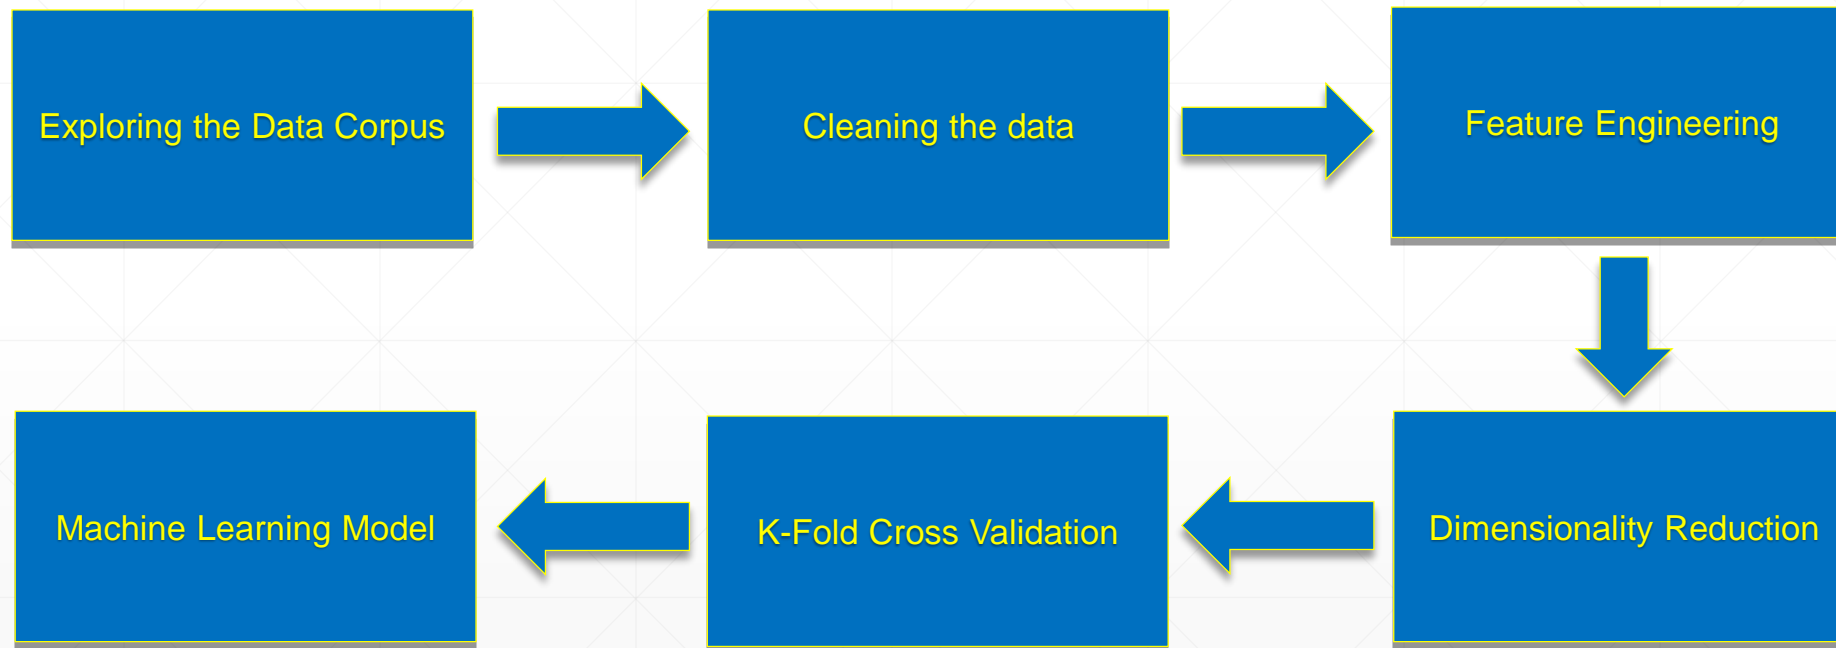 Exploring the Data Corpus
Cleaning the data
Feature Engineering
Dimensionality Reduction
K-Fold Cross Validation
Machine Learning Model